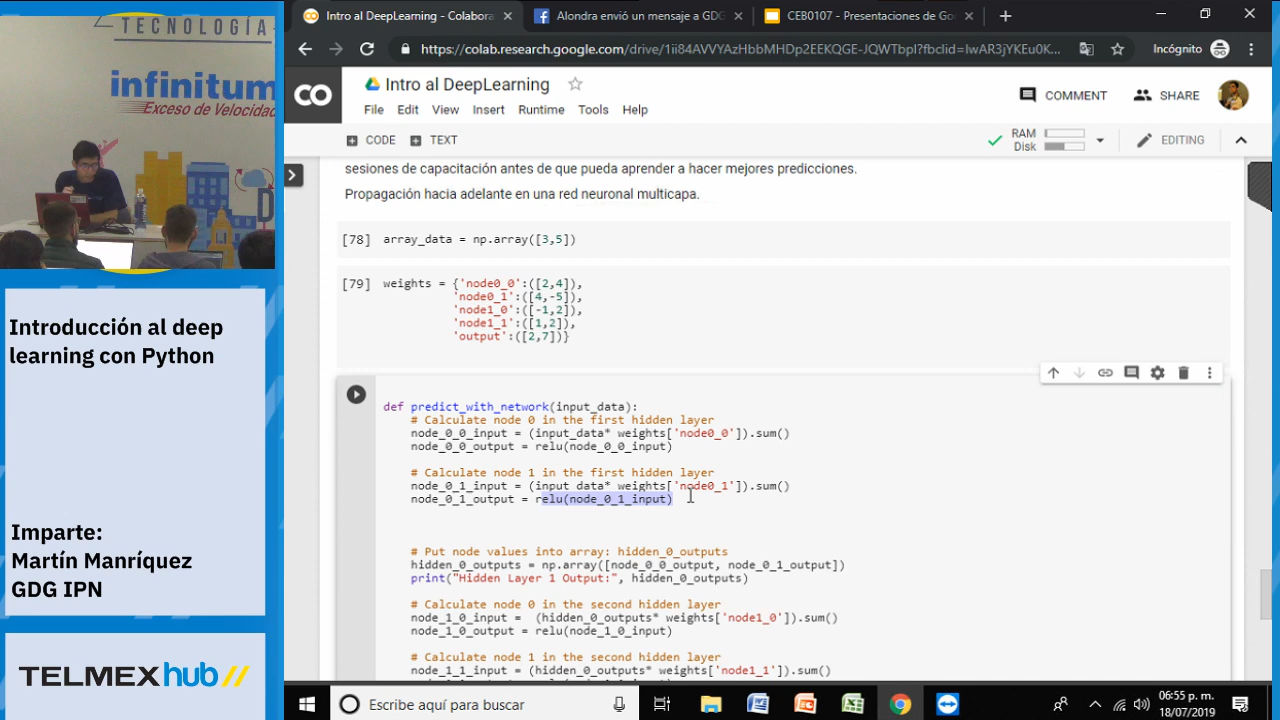 TECNOLOGÍA
infinitum
Exceso de Velocidad
D
Introducción al deep
learning con Python
Imparte:
Martín Manríquez
GDG IPN
TELMEXhub//
Intro al DeepLearning - Colabora
Alondra envió un mensaje a GDG
CEB0107 - Presentaciones de Go
https://colab.research.google.com/drive/1ii84AVVYAzHbbMHDp2EEKQGE-JQWTbpI?fbclid=IwAR3jYKEu0K...
Incógnito
CO
Intro al DeepLearning
COMMENT
SHARE
File Edit View Insert Runtime Tools Help
CODE TEXT
RAM
Disk
EDITING
sesiones de capacitación antes de que pueda aprender a hacer mejores predicciones.
Propagación hacia adelante en una red neuronal multicapa.
[78] array_data = np.array([3,5])
[79] weights = {'node0_0':([2,4]),
'node0_1':([4,-5]),
'node1_0':([-1,2]),
'node1_1':([1,2]),
'output':([2,7])}
def predict_with_network(input_data):
# Calculate node 0 in the first hidden layer
node_0_0_input = (input_data* weights['node0_0']).sum()
node_0_0_output = relu(node_0_0_input)
# Calculate node 1 in the first hidden layer
node_0_1_input = (input_data* weights['node0_1']).sum()
node_0_1_output = relu(node_0_1_input)
# Put node values into array: hidden_0_outputs
hidden_0_outputs = np.array([node_0_0_output, node_0_1_output])
print("Hidden Layer 1 Output:", hidden_0_outputs)
# Calculate node 0 in the second hidden layer
node_1_0_input = (hidden_0_outputs* weights['node1_0']).sum()
node_1_0_output = relu(node_1_0_input)
# Calculate node 1 in the second hidden layer
node_1_1_input = (hidden_0_outputs* weights['node1_1']).sum()
Escribe aquí para buscar
06:55 p. m.
18/07/2019